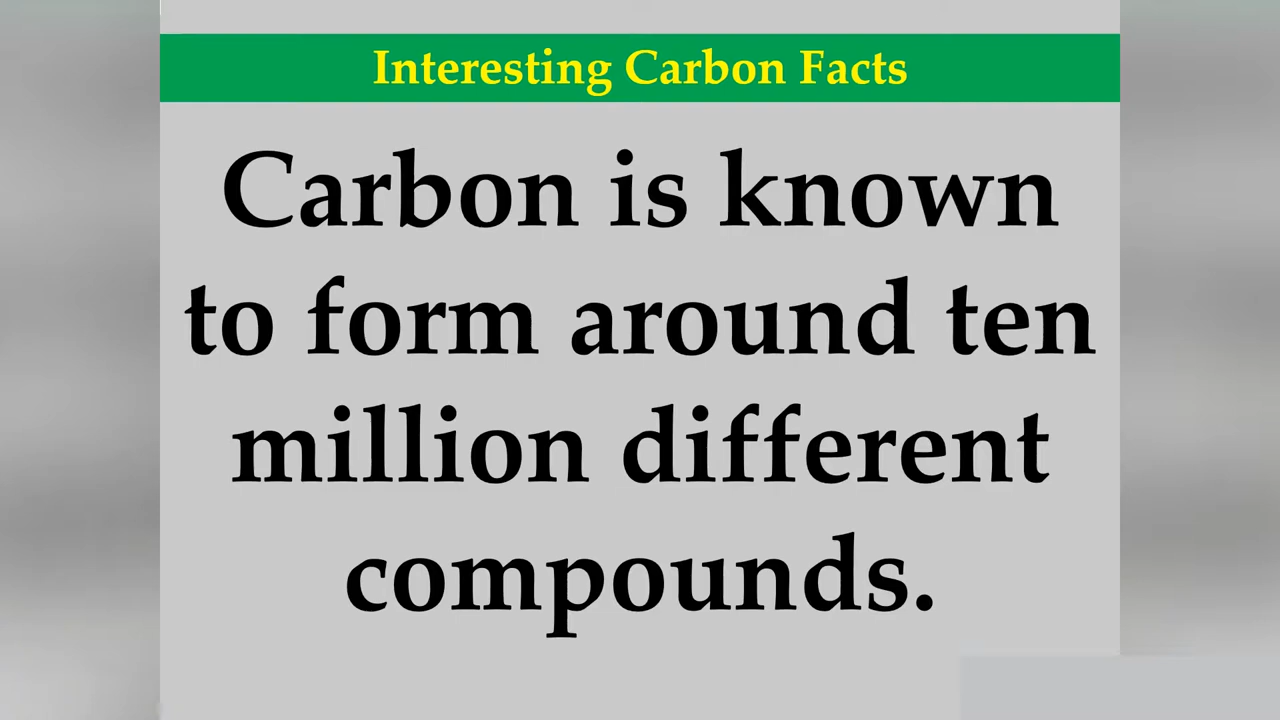 Interesting Carbon Facts
Carbon is known
to form around ten
million different
compounds.